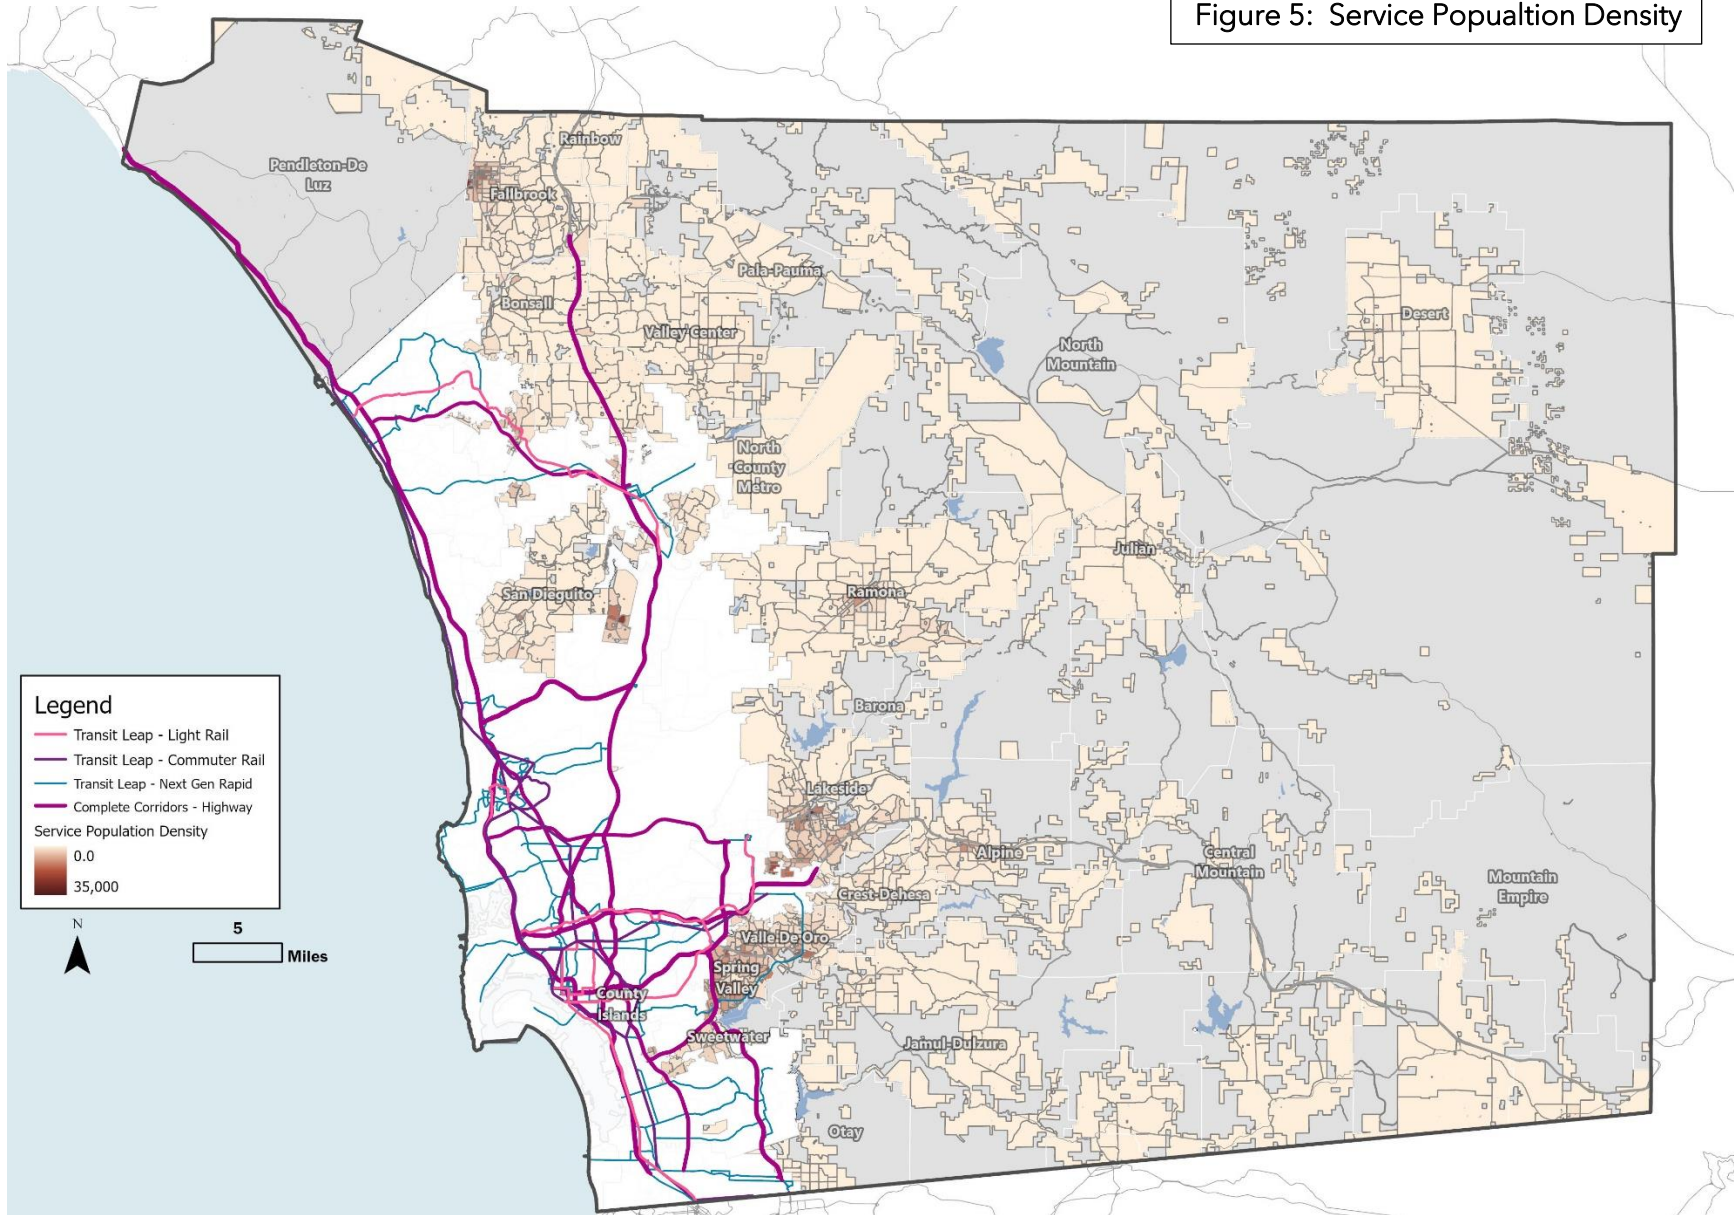 Figure 5: Service Popualtion Density
Rainbow
Pendleton-De
Luz
Fallbrook
Pala-Pauma
Bonsall
Desert
Valley Center
North
Mountain
North
County
Metro
Julian
San Dieguito
Ramona
Barona
Lakeside
Alpine
Central
Mountain
Crest-Dehesa
Mountain
Empire
Valle De Oro
Spring
Valley
County
Islands
Sweetwater
Jamul-Dulzura
Otay
Legend
Transit Leap - Light Rail
Transit Leap - Commuter Rail
Transit Leap - Next Gen Rapid
Complete Corridors - Highway
Service Population Density
0.0
35,000
N
5
Miles